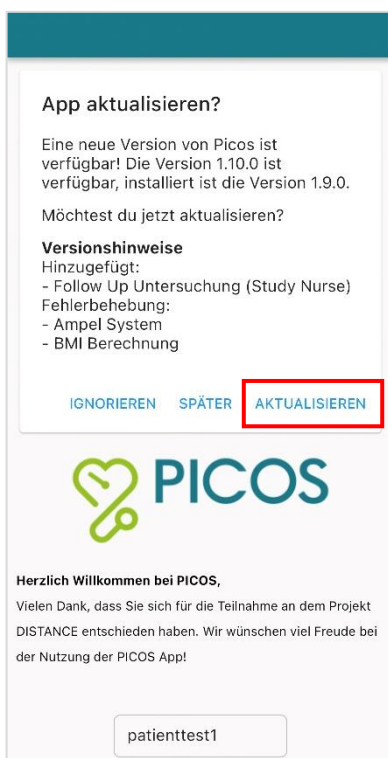 App aktualisieren?
Eine neue Version von Picos ist
verfügbar! Die Version 1.10.0 ist
verfügbar, installiert ist die Version 1.9.0.
Möchtest du jetzt aktualisieren?
Versionshinweise
Hinzugefügt:
- Follow Up Untersuchung (Study Nurse)
Fehlerbehebung:
- Ampel System
- BMI Berechnung
IGNORIEREN SPÄTER AKTUALISIEREN
PICOS
Herzlich Willkommen bei PICOS,
Vielen Dank, dass Sie sich für die Teilnahme an dem Projekt
DISTANCE entschieden haben. Wir wünschen viel Freude bei
der Nutzung der PICOS App!
patienttest1